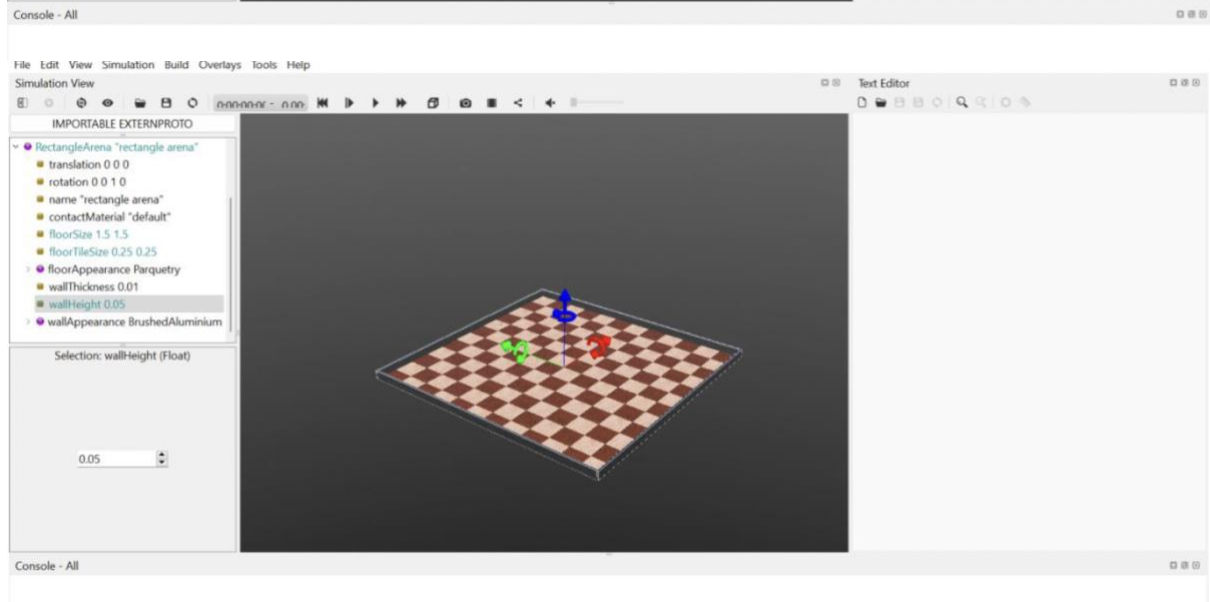 Console - All
File Edit View Simulation Build Overlays Tools Help
Simulation View
Text Editor
IMPORTABLE EXTERNPROTO
RectangleArena "rectangle arena"
translation 0 0 0
rotation 0 0 1 0
name "rectangle arena"
contactMaterial "default"
floorSize 1.5 1.5
floorTileSize 0.25 0.25
floorAppearance Parquetry
wallThickness 0.01
wallHeight 0.05
wallAppearance BrushedAluminium
Selection: wallHeight (Float)
0.05
Console - All